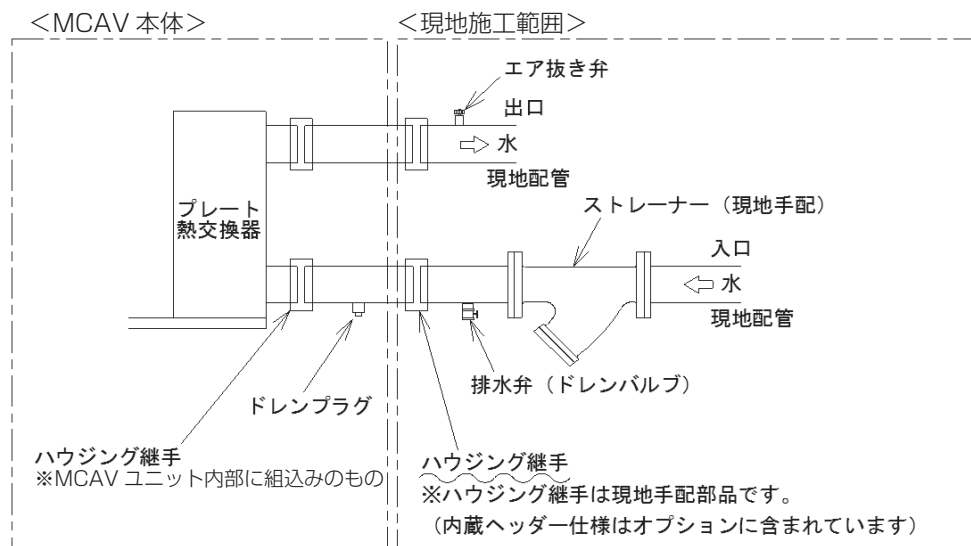 <MCAV 本体>
<現地施工範囲>
エア抜き弁
出口
水
現地配管
プレート
熱交換器
ストレーナー（現地手配）
入口
水
現地配管
排水弁（ドレンバルブ）
ドレンプラグ
ハウジング継手
※MCAV ユニット内部に組込みのもの
ハウジング継手
※ハウジング継手は現地手配部品です。
（内蔵ヘッダー仕様はオプションに含まれています）